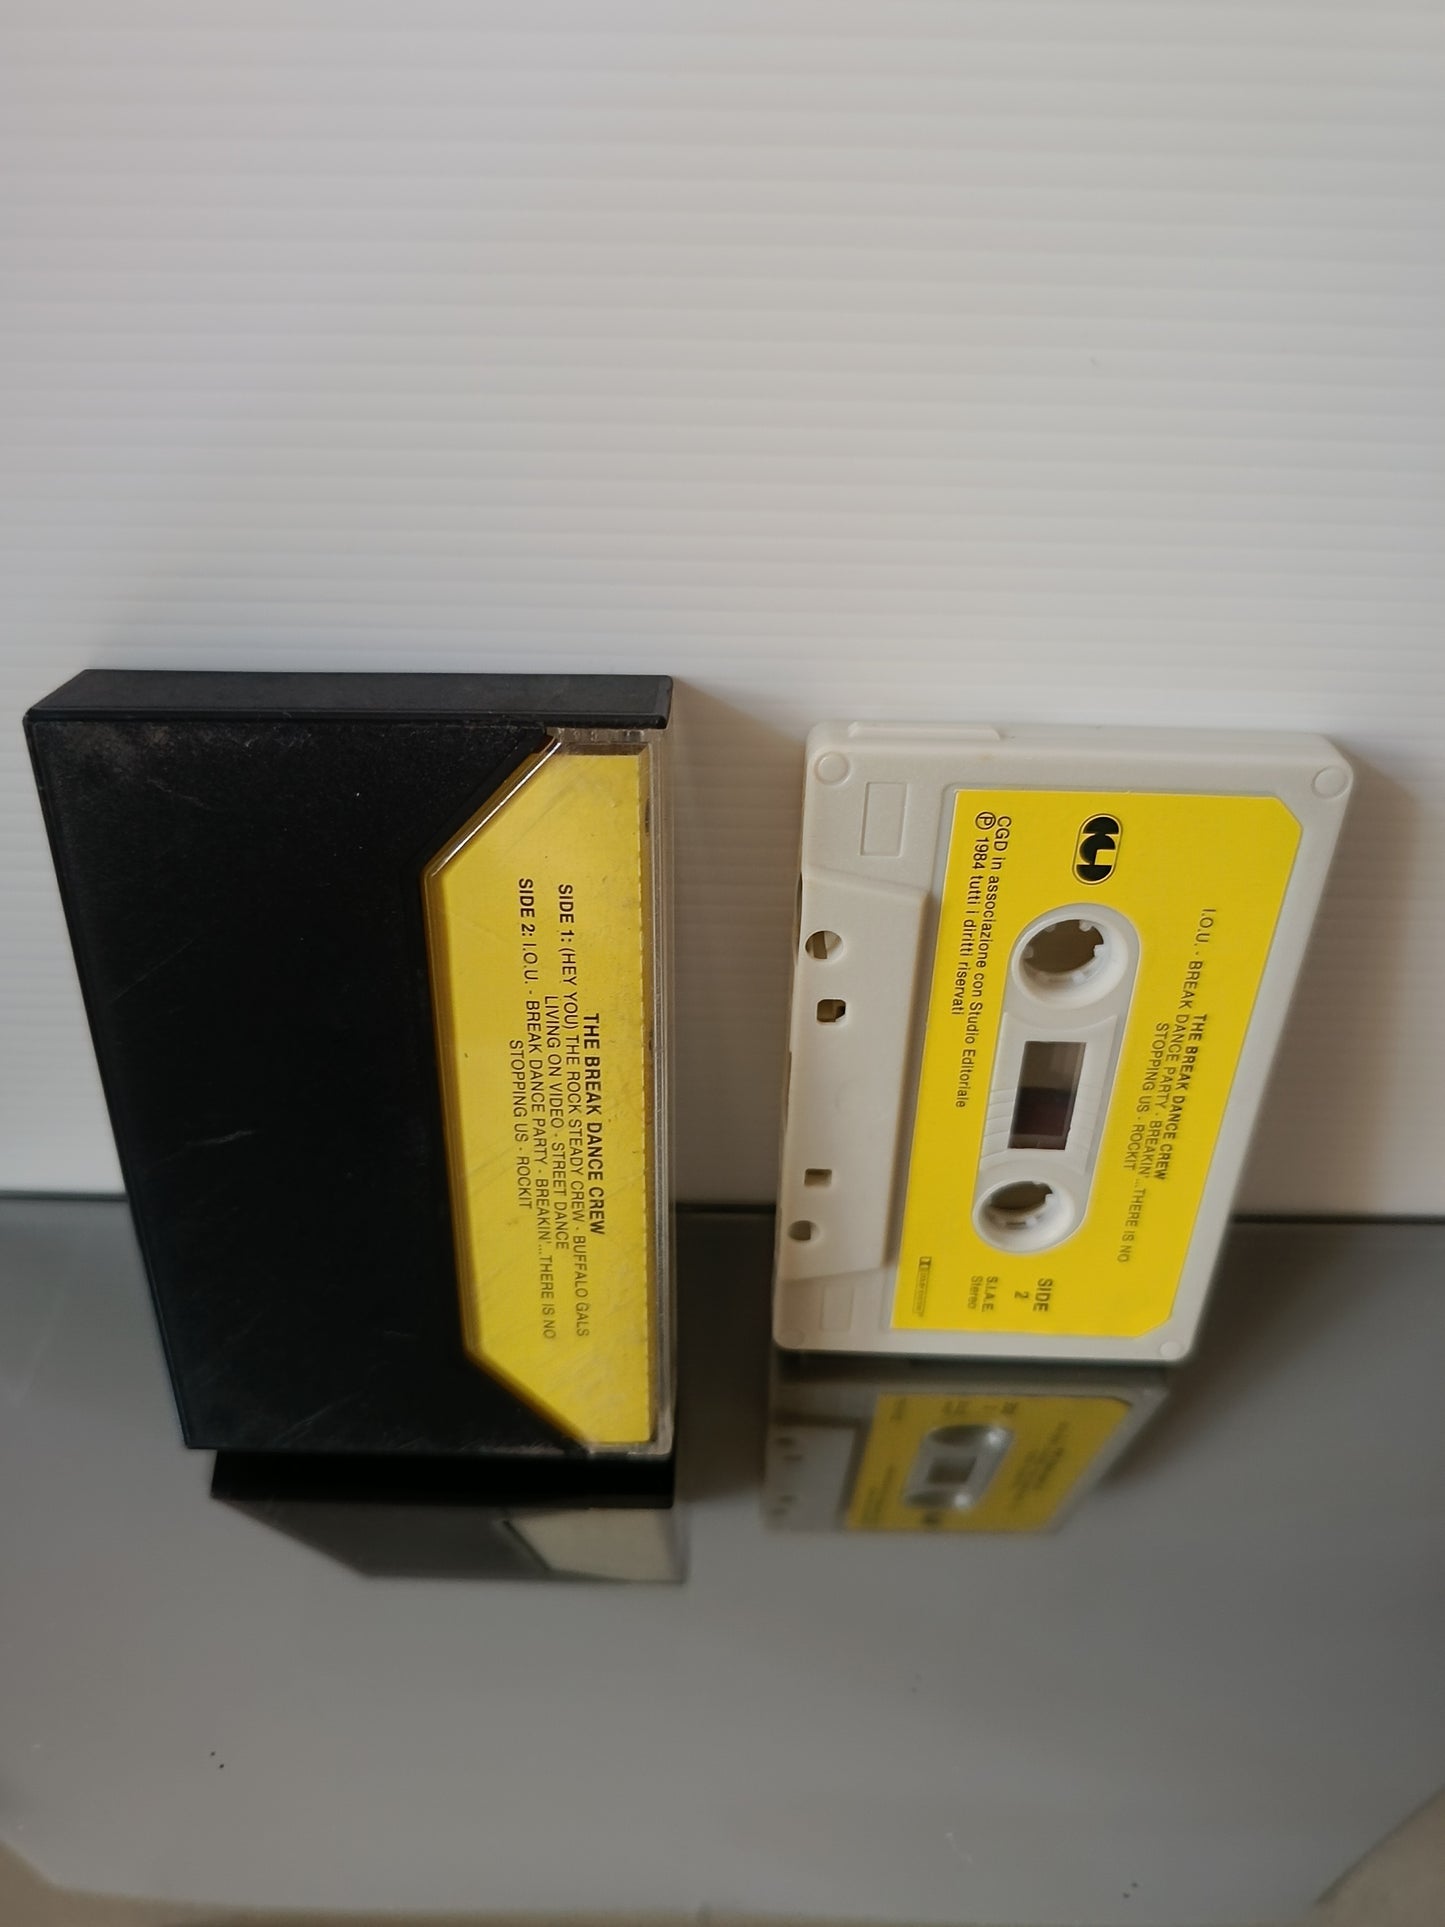 THE BREAK DANCE CREW
SIDE 1: (HEY YOU) THE ROCK STEADY CREW - BUFFALO GALS
LIVING ON VIDEO - STREET DANCE
SIDE 2: I.O.U. - BREAK DANCE PARTY - BREAKIN'...THERE IS NO
STOPPING US - ROCKIT
THE BREAK DANCE CREW
I.O.U. - BREAK DANCE PARTY - BREAKIN'...THERE IS NO
STOPPING US - ROCKIT
SIDE
2
S.I.A.E.
Stereo
CGD in associazione con Studio Editoriale
℗ 1984 tutti i diritti riservati